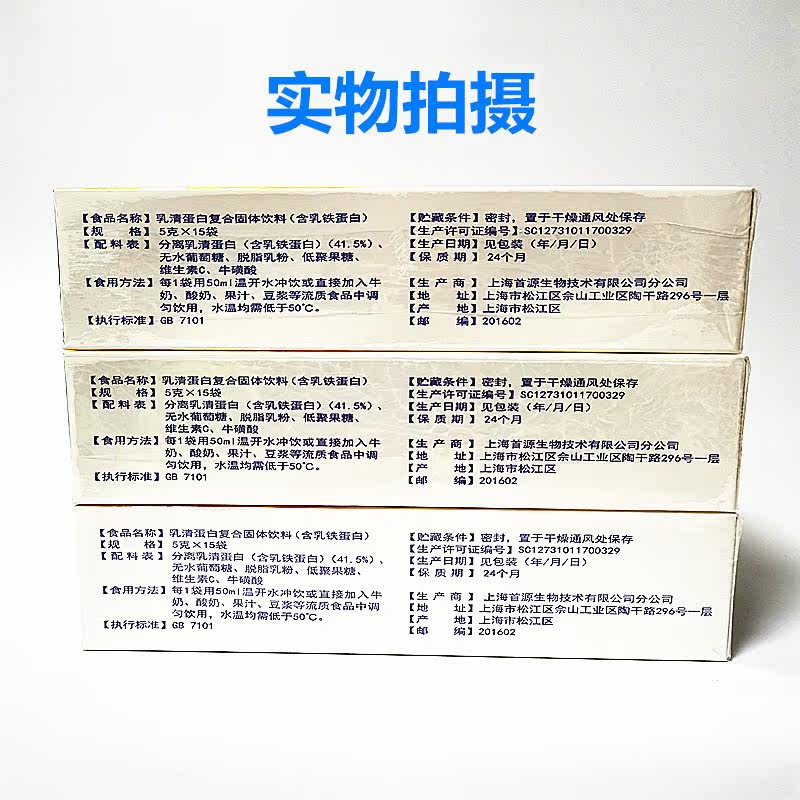 实物拍摄
【食品名称】乳清蛋白复合固体饮料（含乳铁蛋白）
【规    格】5克×15袋
【配 料 表】分离乳清蛋白（含乳铁蛋白）（41.5%）、
无水葡萄糖、脱脂乳粉、低聚果糖、
维生素C、牛磺酸
【食用方法】每1袋用50ml温开水冲饮或直接加入牛
奶、酸奶、果汁、豆浆等流质食品中调
匀饮用，水温均需低于50℃。
【执行标准】GB 7101
【贮藏条件】密封，置于干燥通风处保存
【生产许可证编号】SC12731011700329
【生产日期】见包装（年/月/日）
【保 质 期】24个月
【生 产 商】上海首源生物技术有限公司分公司
【地    址】上海市松江区佘山工业区陶干路296号一层
【产    地】上海市松江区
【邮    编】201602
【食品名称】乳清蛋白复合固体饮料（含乳铁蛋白）
【规    格】5克×15袋
【配 料 表】分离乳清蛋白（含乳铁蛋白）（41.5%）、
无水葡萄糖、脱脂乳粉、低聚果糖、
维生素C、牛磺酸
【食用方法】每1袋用50ml温开水冲饮或直接加入牛
奶、酸奶、果汁、豆浆等流质食品中调
匀饮用，水温均需低于50℃。
【执行标准】GB 7101
【贮藏条件】密封，置于干燥通风处保存
【生产许可证编号】SC12731011700329
【生产日期】见包装（年/月/日）
【保 质 期】24个月
【生 产 商】上海首源生物技术有限公司分公司
【地    址】上海市松江区佘山工业区陶干路296号一层
【产    地】上海市松江区
【邮    编】201602
【食品名称】乳清蛋白复合固体饮料（含乳铁蛋白）
【规    格】5克×15袋
【配 料 表】分离乳清蛋白（含乳铁蛋白）（41.5%）、
无水葡萄糖、脱脂乳粉、低聚果糖、
维生素C、牛磺酸
【食用方法】每1袋用50ml温开水冲饮或直接加入牛
奶、酸奶、果汁、豆浆等流质食品中调
匀饮用，水温均需低于50℃。
【执行标准】GB 7101
【贮藏条件】密封，置于干燥通风处保存
【生产许可证编号】SC12731011700329
【生产日期】见包装（年/月/日）
【保 质 期】24个月
【生 产 商】上海首源生物技术有限公司分公司
【地    址】上海市松江区佘山工业区陶干路296号一层
【产    地】上海市松江区
【邮    编】201602